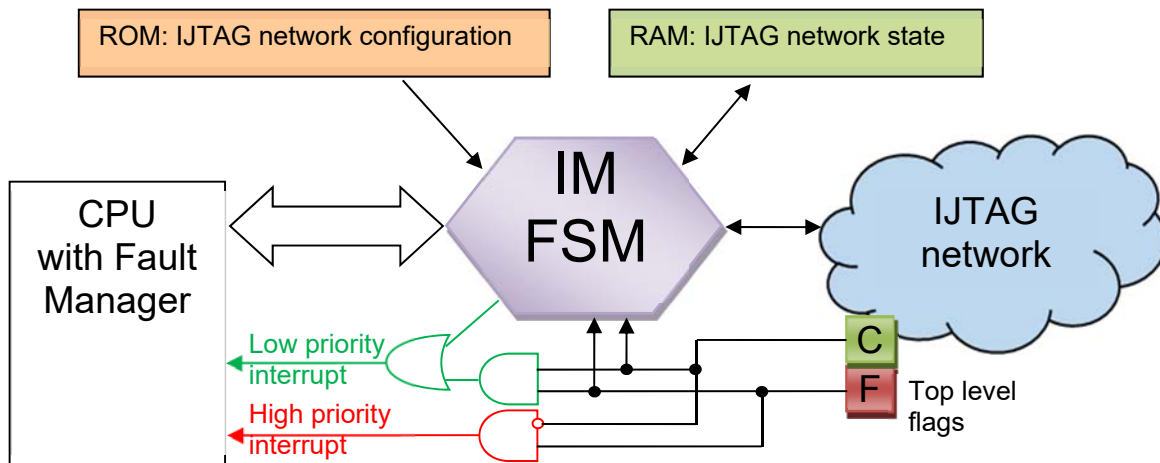 ROM: IJTAG network configuration
RAM: IJTAG network state
IM
FSM
CPU
with Fault
Manager
IJTAG
network
Low priority
interrupt
High priority
interrupt
C
F
Top level
flags